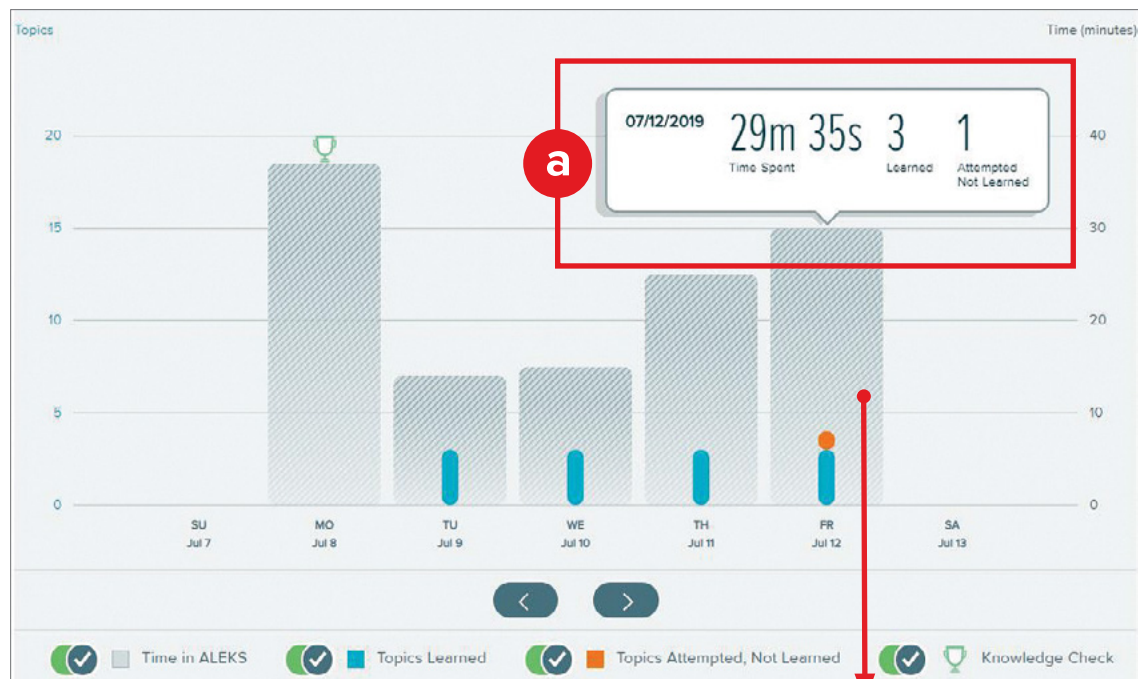 Topics Time (minutes)
a
07/12/2019 29m 35s 3 1
Time Spent Learned Attempted
Not Learned
20 40
15 30
10 20
5 10
0 0
SU MO TU WE TH FR SA
Jul 7 Jul 8 Jul 9 Jul 10 Jul 11 Jul 12 Jul 13
< >
Time in ALEKS Topics Learned Topics Attempted, Not Learned Knowledge Check